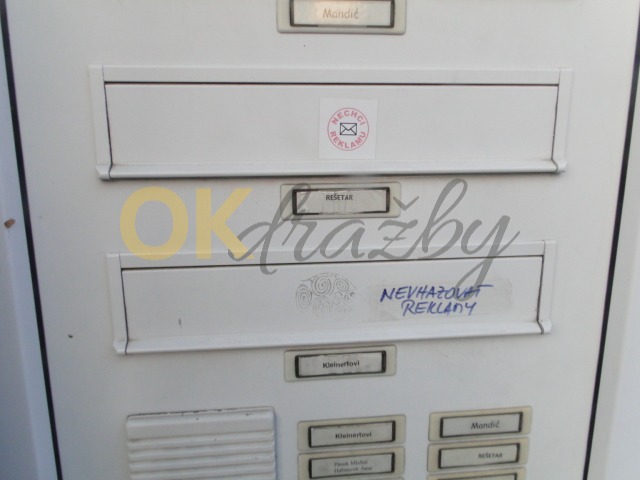 Mandić
NECHCI
REKLAMU
REŠETAR
OKdražby
NEVHAZOVAT
REKLAMY
Kleinertovi
Kleinertovi
Mandić
REŠETAR